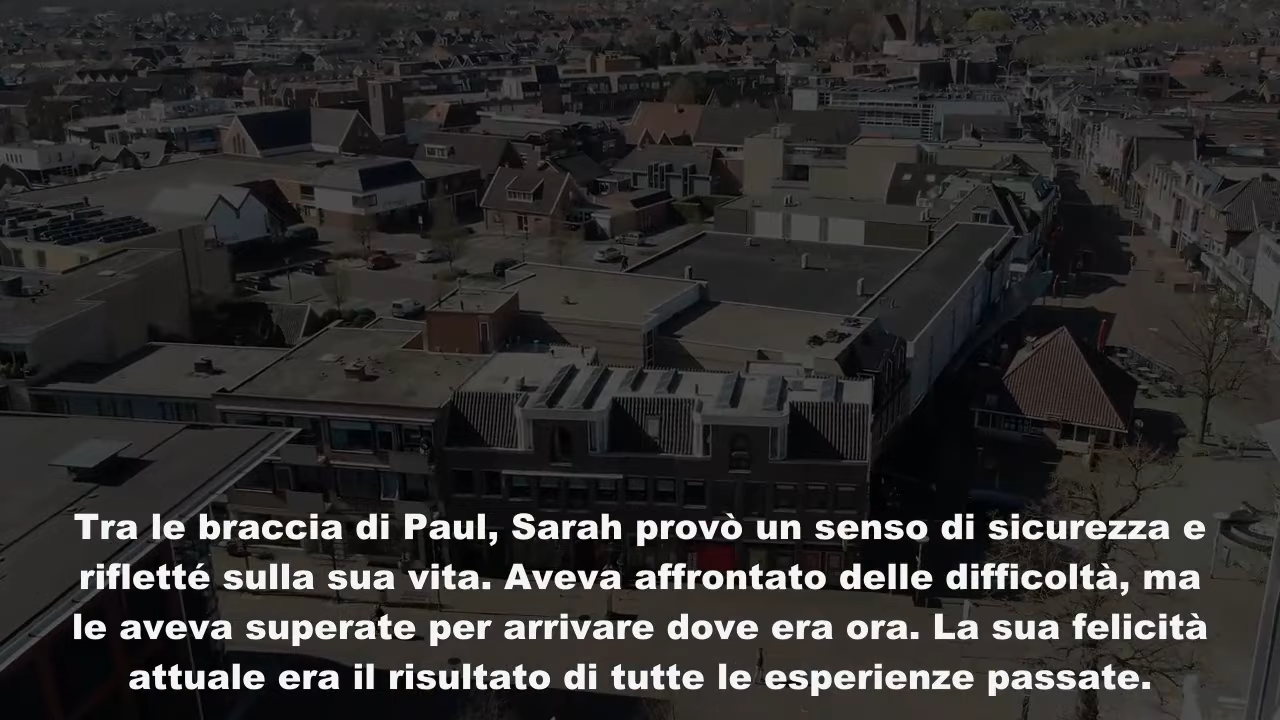 Tra le braccia di Paul, Sarah provò un senso di sicurezza e
rifletté sulla sua vita. Aveva affrontato delle difficoltà, ma
le aveva superate per arrivare dove era ora. La sua felicità
attuale era il risultato di tutte le esperienze passate.